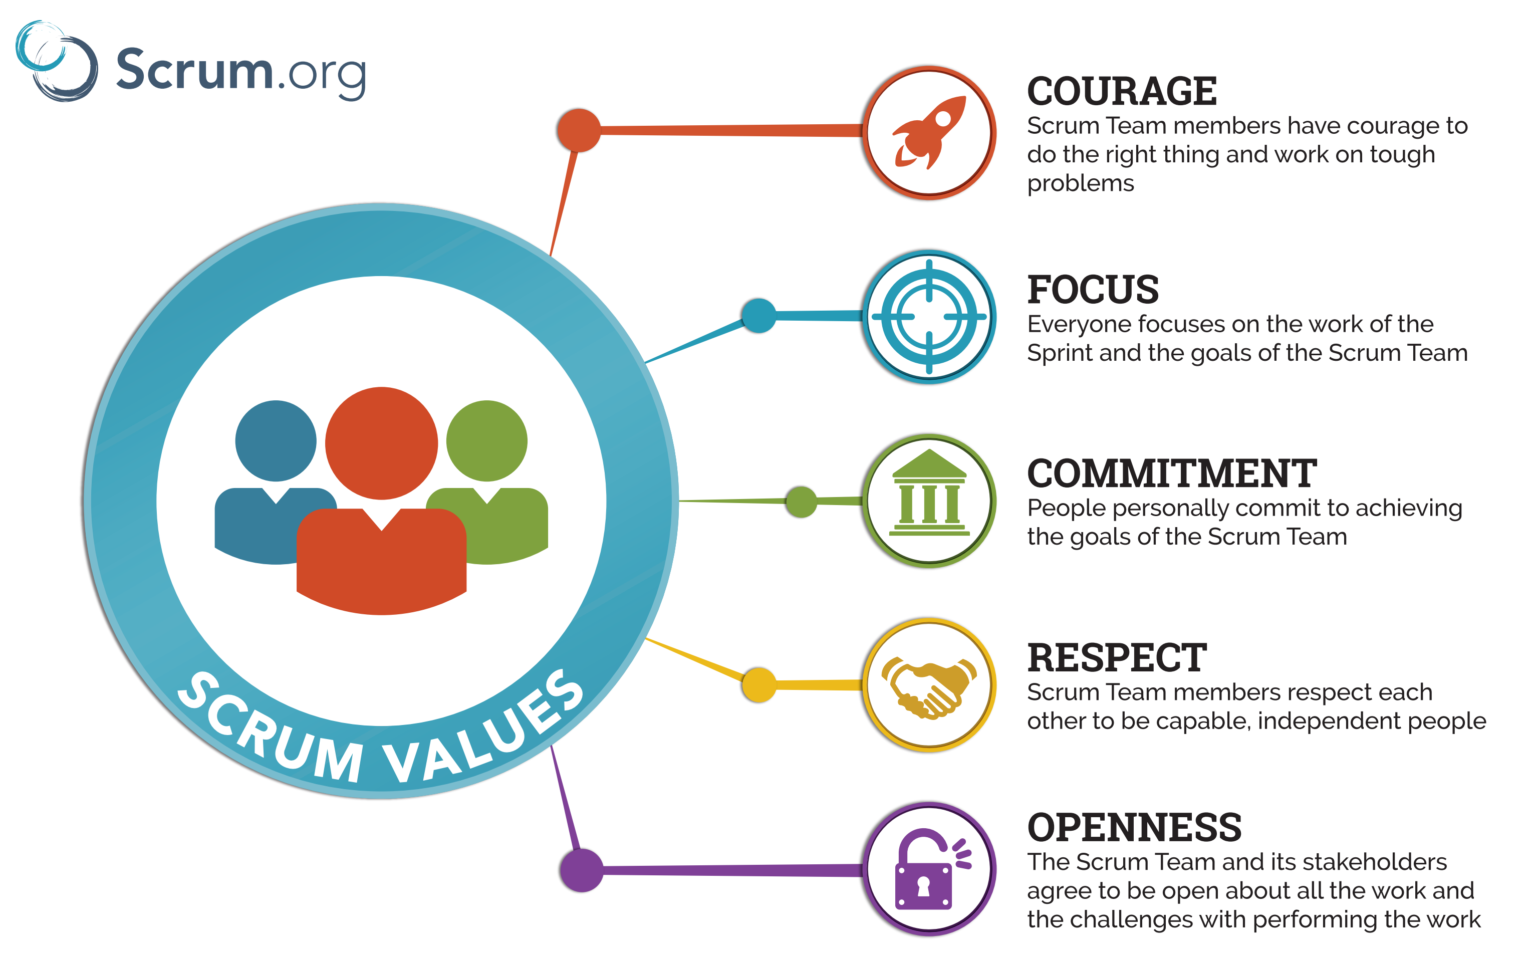 Scrum.org
SCRUM VALUES
COURAGE
Scrum Team members have courage to
do the right thing and work on tough
problems
FOCUS
Everyone focuses on the work of the
Sprint and the goals of the Scrum Team
COMMITMENT
People personally commit to achieving
the goals of the Scrum Team
RESPECT
Scrum Team members respect each
other to be capable, independent people
OPENNESS
The Scrum Team and its stakeholders
agree to be open about all the work and
the challenges with performing the work